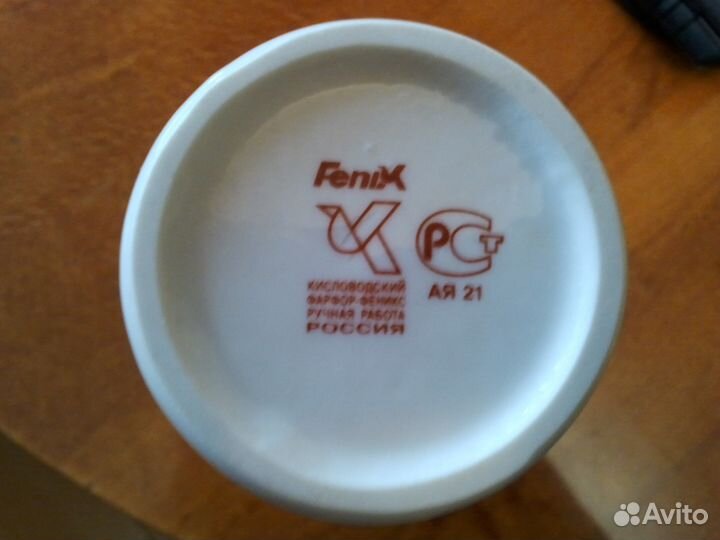 Fenix
РСт
АЯ 21
КИСЛОВОДСКИЙ
ФАРФОР-ФЕНИКС
РУЧНАЯ РАБОТА
РОССИЯ
Avito